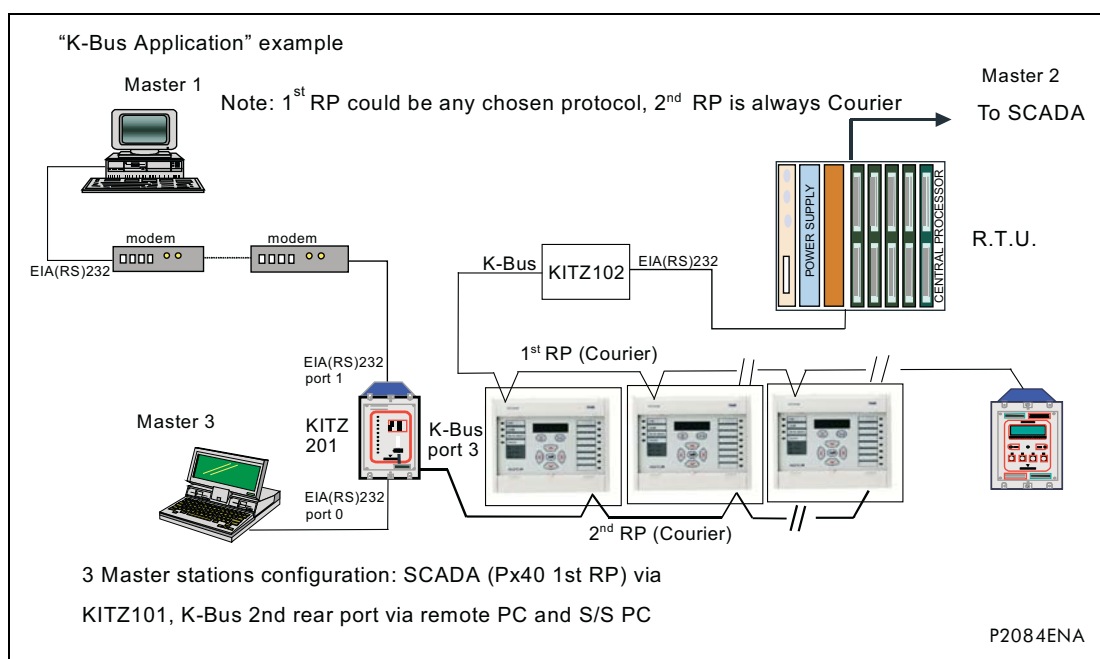 “K-Bus Application” example
Master 1
Note: 1st RP could be any chosen protocol, 2nd RP is always Courier
Master 2
To SCADA
modem
modem
EIA(RS)232
POWER SUPPLY
CENTRAL PROCESSOR
R.T.U.
K-Bus
KITZ102
EIA(RS)232
1st RP (Courier)
EIA(RS)232
port 1
Master 3
KITZ
201
K-Bus
port 3
EIA(RS)232
port 0
2nd RP (Courier)
3 Master stations configuration: SCADA (Px40 1st RP) via
KITZ101, K-Bus 2nd rear port via remote PC and S/S PC
P2084ENA